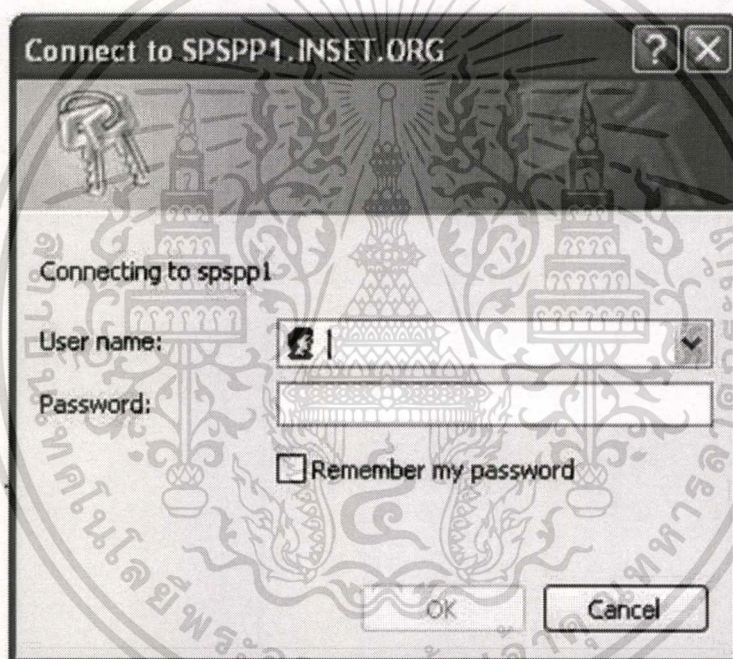 Connect to SPSPP1.INSET.ORG
Connecting to spspp1
User name:
Password:
Remember my password
OK
Cancel